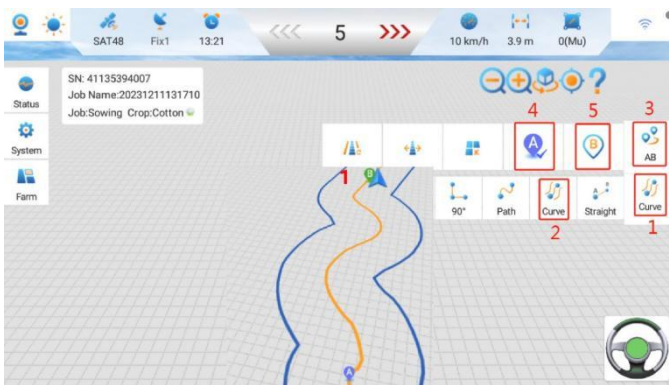 5
SAT48
Fix1
13:21
10 km/h
3.9 m
0(Mu)
Status
System
Farm
SN: 41135394007
Job Name:20231211131710
Job:Sowing Crop:Cotton
4
5
3
A
B
AB
1
B
90°
Path
Curve
Straight
Curve
2
1
A